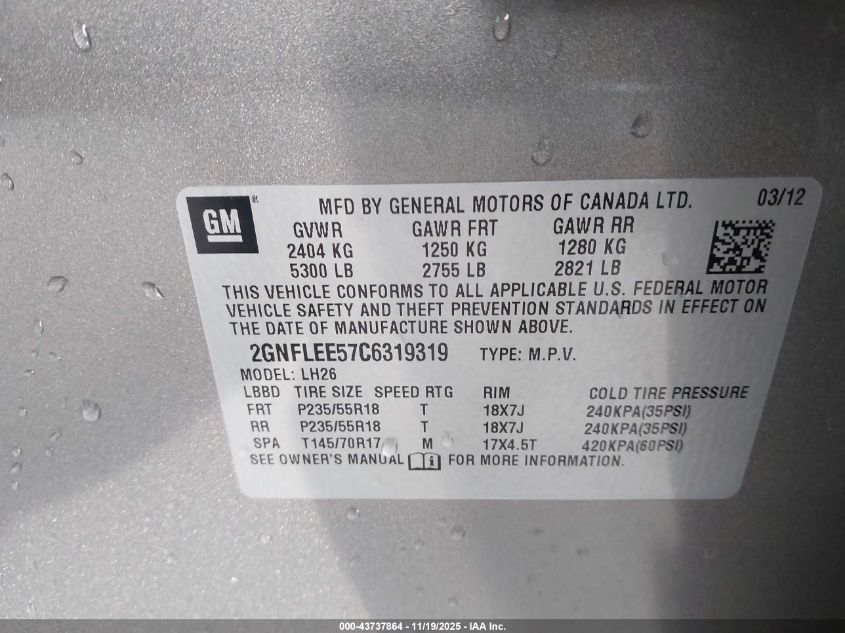 GM®
MFD BY GENERAL MOTORS OF CANADA LTD. 03/12
GVWR GAWR FRT GAWR RR
2404 KG 1250 KG 1280 KG
5300 LB 2755 LB 2821 LB
THIS VEHICLE CONFORMS TO ALL APPLICABLE U.S. FEDERAL MOTOR
VEHICLE SAFETY AND THEFT PREVENTION STANDARDS IN EFFECT ON
THE DATE OF MANUFACTURE SHOWN ABOVE.
2GNFLEE57C6319319 TYPE: M.P.V.
MODEL: LH26
LBBD TIRE SIZE SPEED RTG RIM COLD TIRE PRESSURE
FRT P235/55R18 T 18X7J 240KPA(35PSI)
RR P235/55R18 T 18X7J 240KPA(35PSI)
SPA T145/70R17 M 17X4.5T 420KPA(60PSI)
SEE OWNER'S MANUAL FOR MORE INFORMATION.
000-43737864 - 11/19/2025 - IAA Inc.